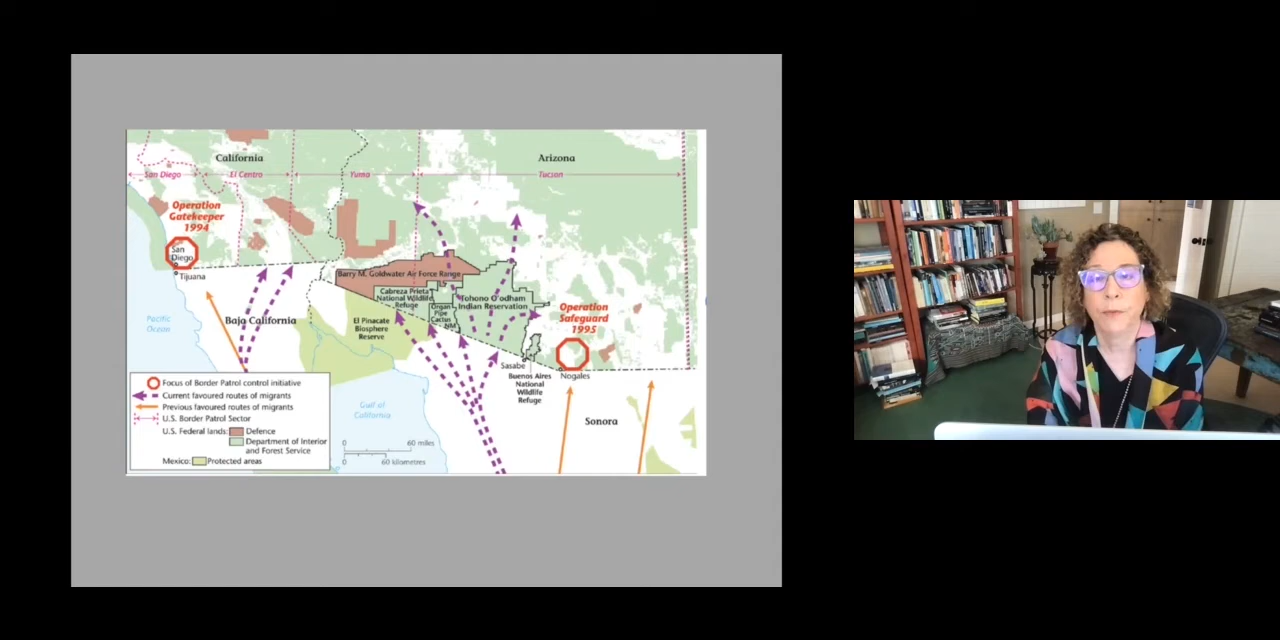 California
Arizona
San Diego
El Centro
Yuma
Tucson
Operation
Gatekeeper
1994
San
Diego
Tijuana
Barry M. Goldwater Air Force Range
Cabreza Prieta
National Wildlife
Refuge
Organ
Pipe
Cactus
NM
Tohono O'odham
Indian Reservation
Operation
Safeguard
1995
Pacific
Ocean
Baja California
El Pinacate
Biosphere
Reserve
Sasabe
Nogales
Buenos Aires
National
Wildlife
Refuge
Gulf of
California
Sonora
Focus of Border Patrol control initiative
Current favoured routes of migrants
Previous favoured routes of migrants
U.S. Border Patrol Sector
U.S. Federal lands: Defence
Department of Interior
and Forest Service
Mexico: Protected areas
0 60 miles
0 60 kilometres